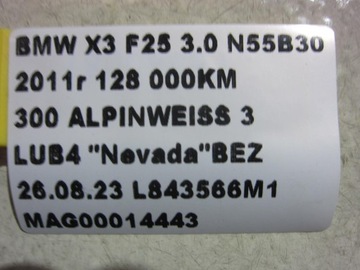 BMW X3 F25 3.0 N55B30
2011r 128 000KM
300 ALPINWEISS 3
LUB4 "Nevada"BEZ
26.08.23 L843566M1
MAG00014443